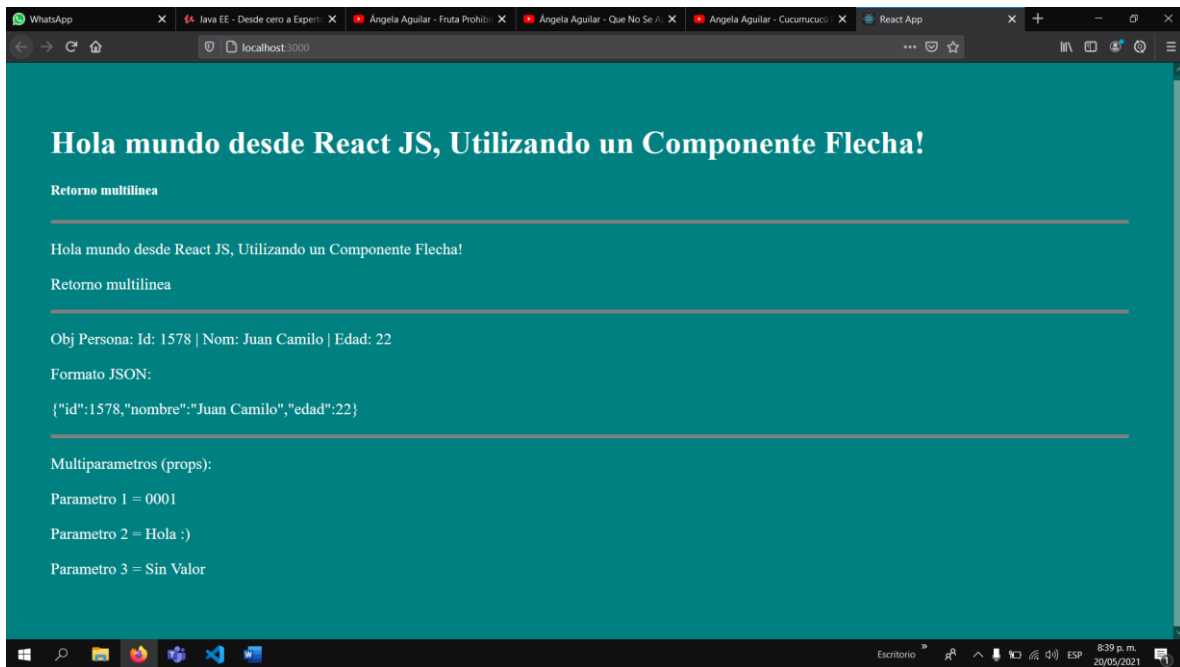 WhatsApp
Java EE - Desde cero a Expert
Ángela Aguilar - Fruta Prohibi
Ángela Aguilar - Que No Se A
Angela Aguilar - Cucurrucucú
React App
localhost:3000
Hola mundo desde React JS, Utilizando un Componente Flecha!
Retorno multilinea
Hola mundo desde React JS, Utilizando un Componente Flecha!
Retorno multilinea
Obj Persona: Id: 1578 | Nom: Juan Camilo | Edad: 22
Formato JSON:
{"id":1578,"nombre":"Juan Camilo","edad":22}
Multiparametros (props):
Parametro 1 = 0001
Parametro 2 = Hola :)
Parametro 3 = Sin Valor
Escritorio
ESP
8:39 p. m.
20/05/2021